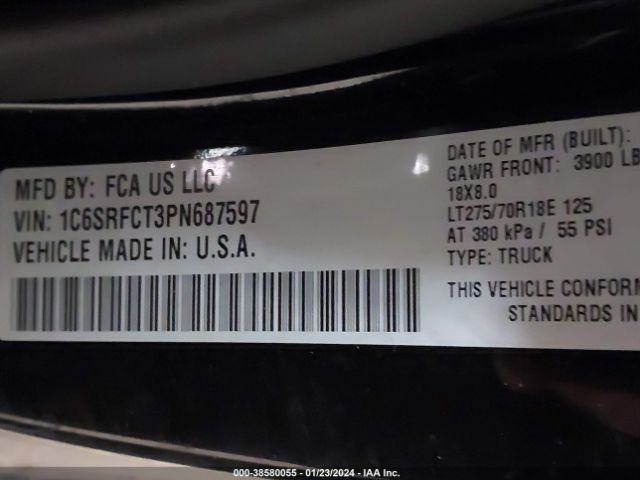 MFD BY: FCA US LLC
VIN: 1C6SRFCT3PN687597
VEHICLE MADE IN: U.S.A.
DATE OF MFR (BUILT):
GAWR FRONT: 3900 LB
18X8.0
LT275/70R18E 125
AT 380 kPa / 55 PSI
TYPE: TRUCK
THIS VEHICLE CONFORM
STANDARDS IN
000-38580055 - 01/23/2024 - IAA Inc.